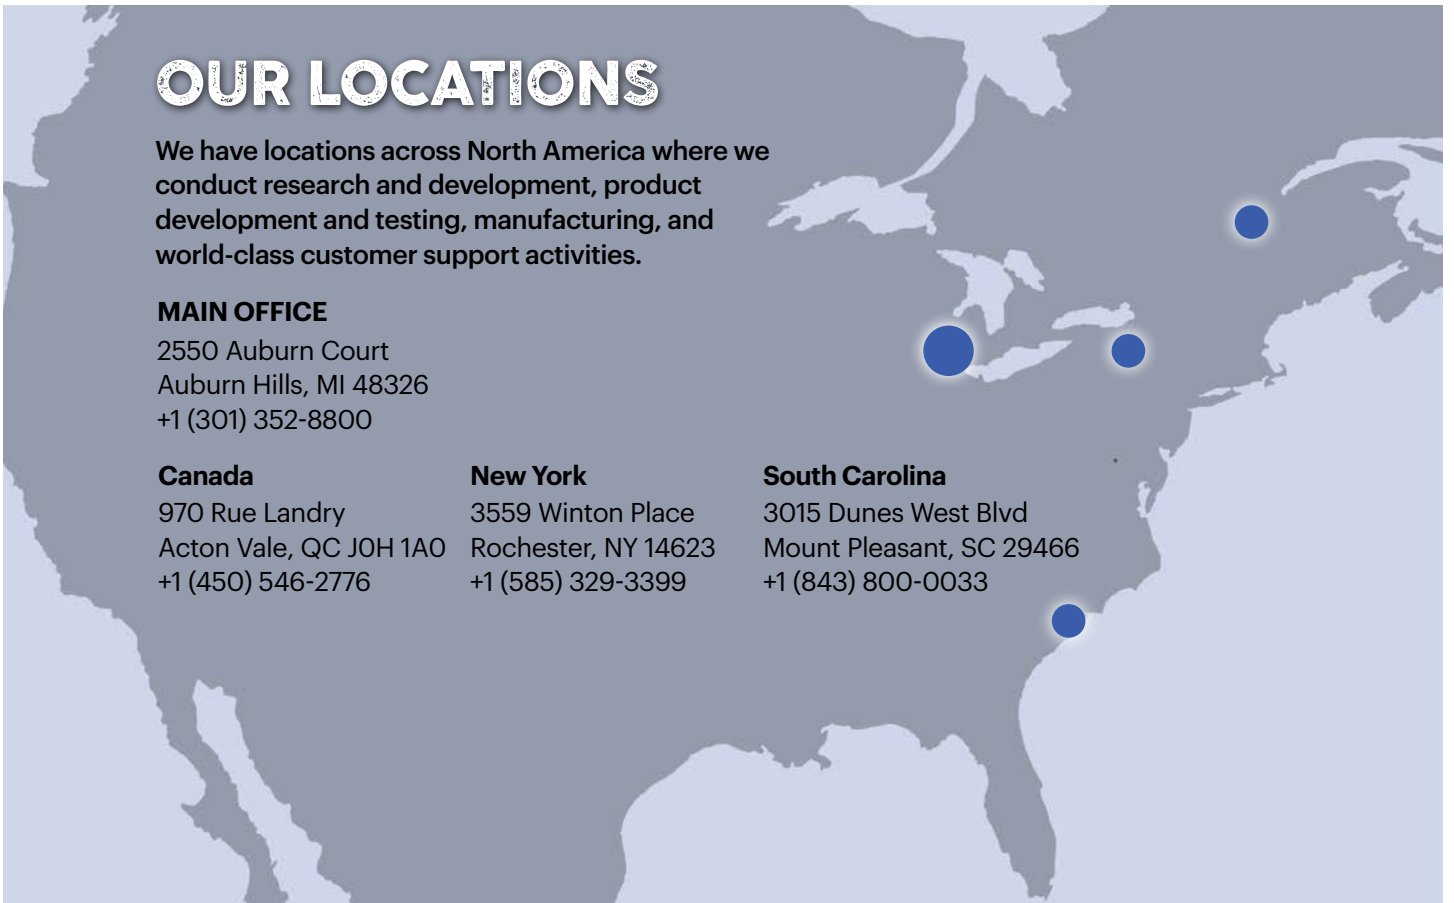 OUR LOCATIONS
We have locations across North America where we
conduct research and development, product
development and testing, manufacturing, and
world-class customer support activities.
MAIN OFFICE
2550 Auburn Court
Auburn Hills, MI 48326
+1 (301) 352-8800
Canada
970 Rue Landry
Acton Vale, QC J0H 1A0
+1 (450) 546-2776
New York
3559 Winton Place
Rochester, NY 14623
+1 (585) 329-3399
South Carolina
3015 Dunes West Blvd
Mount Pleasant, SC 29466
+1 (843) 800-0033